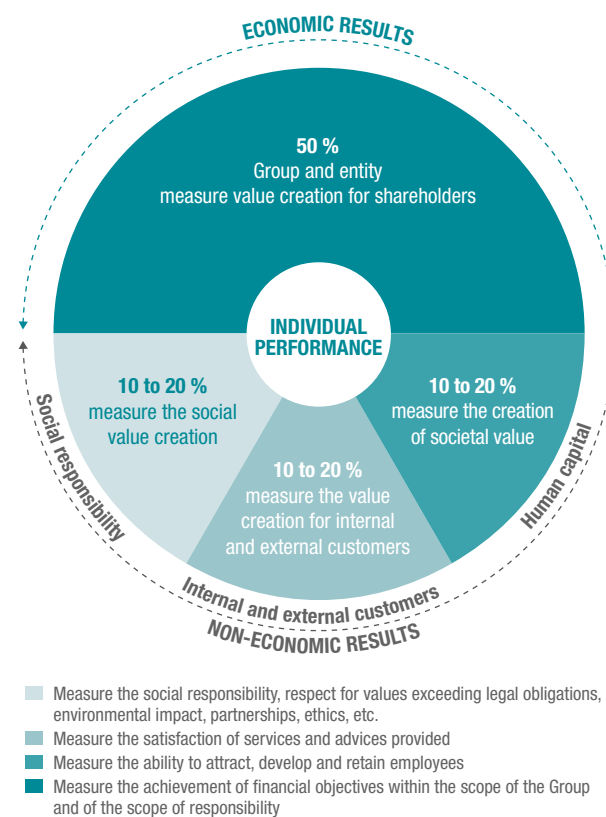 ECONOMIC RESULTS
50 %
Group and entity
measure value creation for shareholders
INDIVIDUAL
PERFORMANCE
10 to 20 %
measure the social
value creation
10 to 20 %
measure the creation
of societal value
10 to 20 %
measure the value
creation for internal
and external customers
Social responsibility
Human capital
Internal and external customers
NON-ECONOMIC RESULTS
Measure the social responsibility, respect for values exceeding legal obligations,
environmental impact, partnerships, ethics, etc.
Measure the satisfaction of services and advices provided
Measure the ability to attract, develop and retain employees
Measure the achievement of financial objectives within the scope of the Group
and of the scope of responsibility